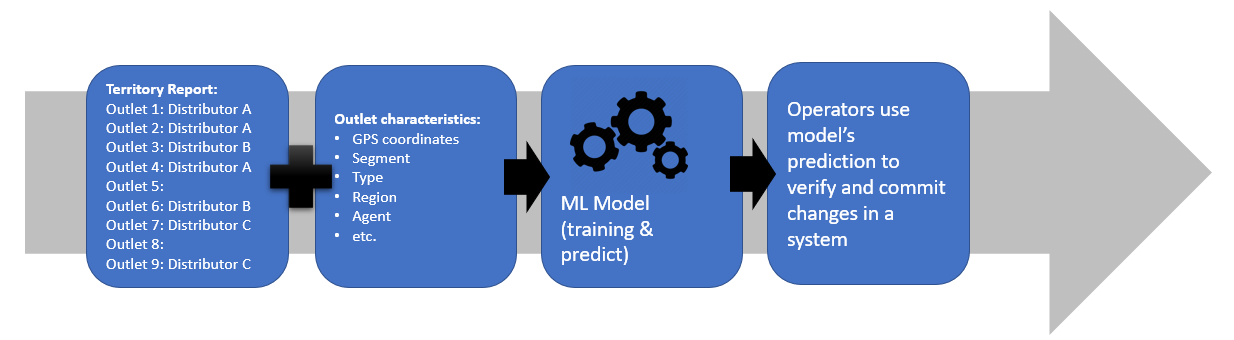 Territory Report:
Outlet 1: Distributor A
Outlet 2: Distributor A
Outlet 3: Distributor B
Outlet 4: Distributor A
Outlet 5:
Outlet 6: Distributor B
Outlet 7: Distributor C
Outlet 8:
Outlet 9: Distributor C
Outlet characteristics:
• GPS coordinates
• Segment
• Type
• Region
• Agent
• etc.
ML Model
(training &
predict)
Operators use
model's
prediction to
verify and commit
changes in a
system